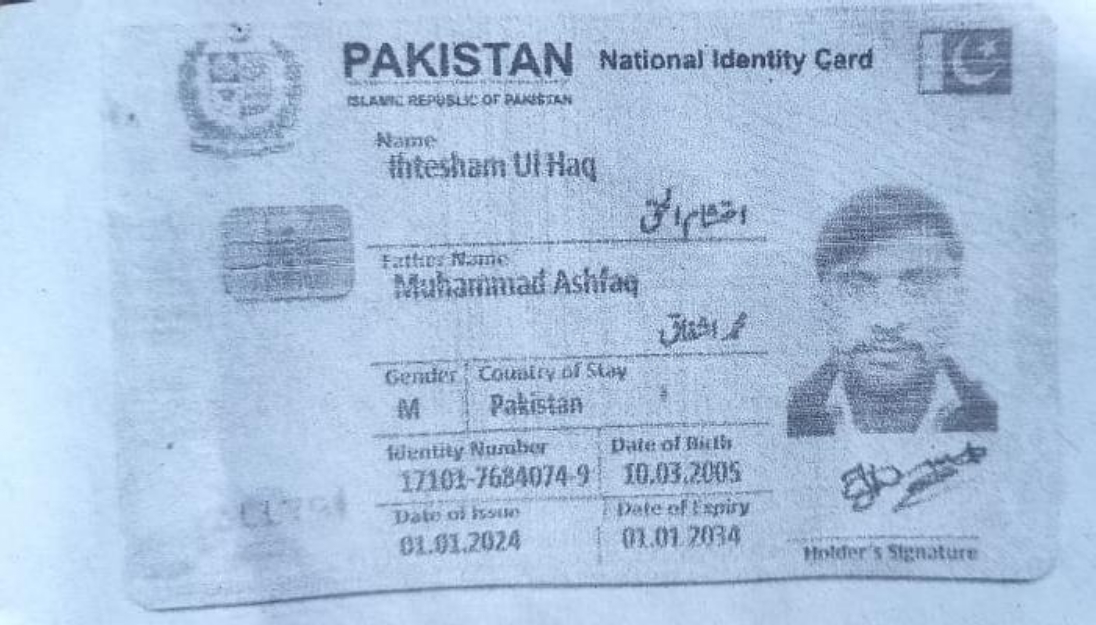 PAKISTAN National Identity Card
ISLAMIC REPUBLIC OF PAKISTAN
Name
Ihtesham Ul Haq
احتشام الحق
Father Name
Muhammad Ashfaq
محمد اشفاق
Gender Country of Stay
M Pakistan
Identity Number Date of Birth
17101-7684074-9 10.03.2005
Date of Issue Date of Expiry
01.01.2024 01.01.2034
Holder's Signature